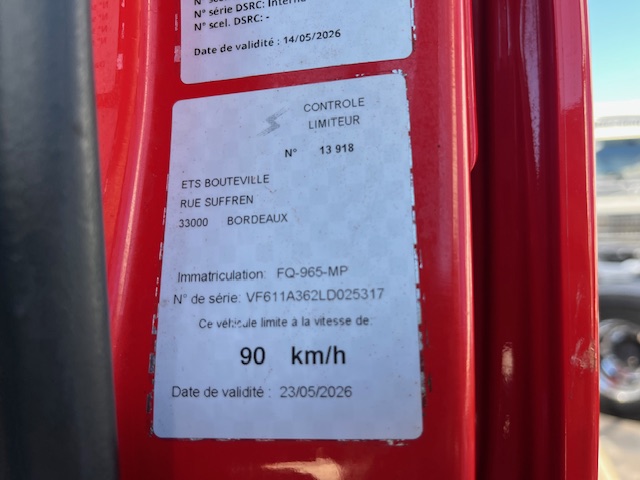 N° série DSRC: Interne
N° scel. DSRC: -
Date de validité : 14/05/2026
CONTROLE
LIMITEUR
N° 13 918
ETS BOUTEVILLE
RUE SUFFREN
33000 BORDEAUX
Immatriculation: FQ-965-MP
N° de série: VF611A362LD025317
Ce véhicule limite à la vitesse de:
90 km/h
Date de validité : 23/05/2026